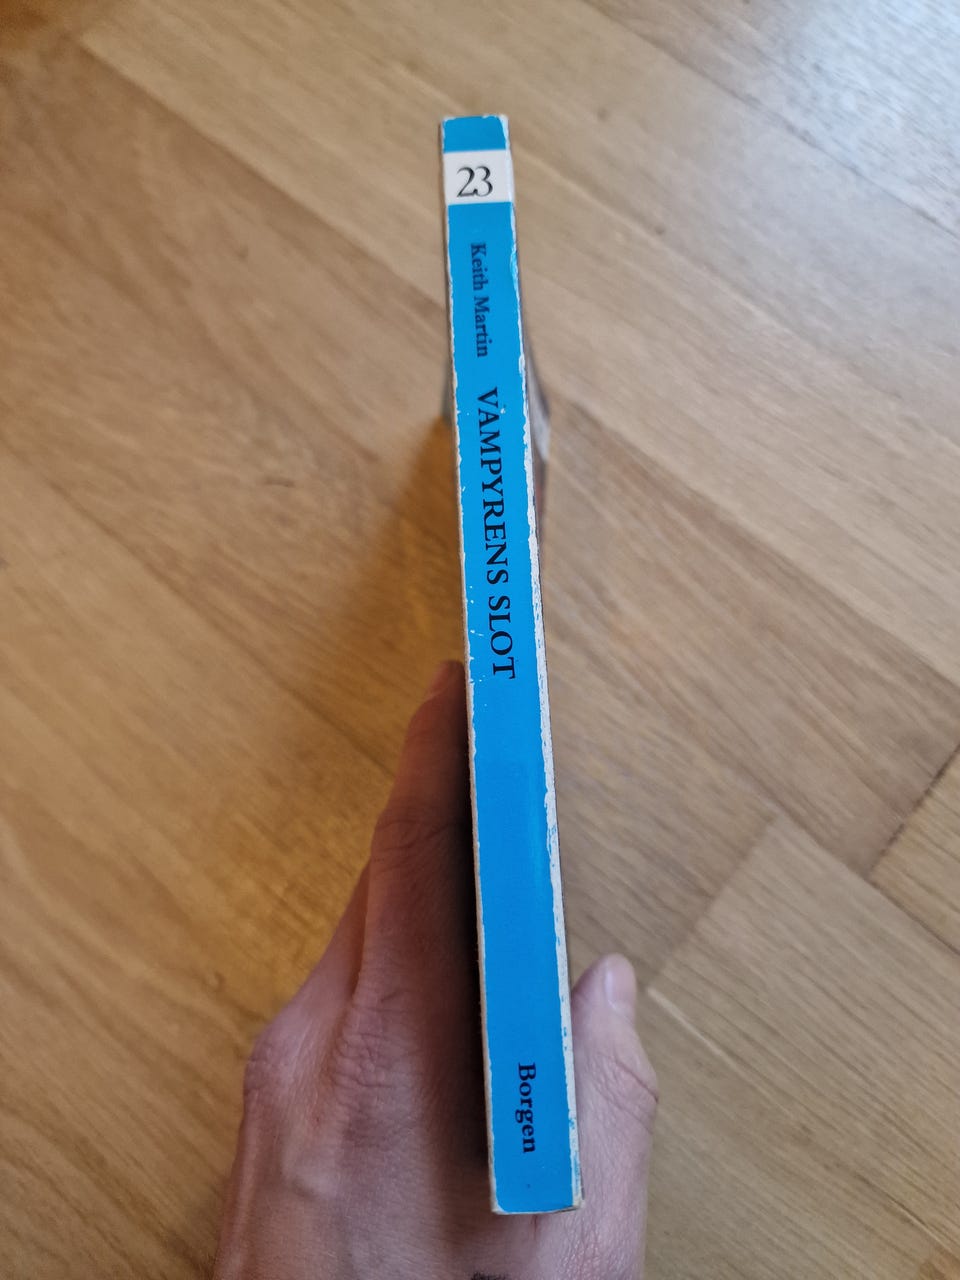 23
Keith Martin
VAMPYRENS SLOT
Borgen